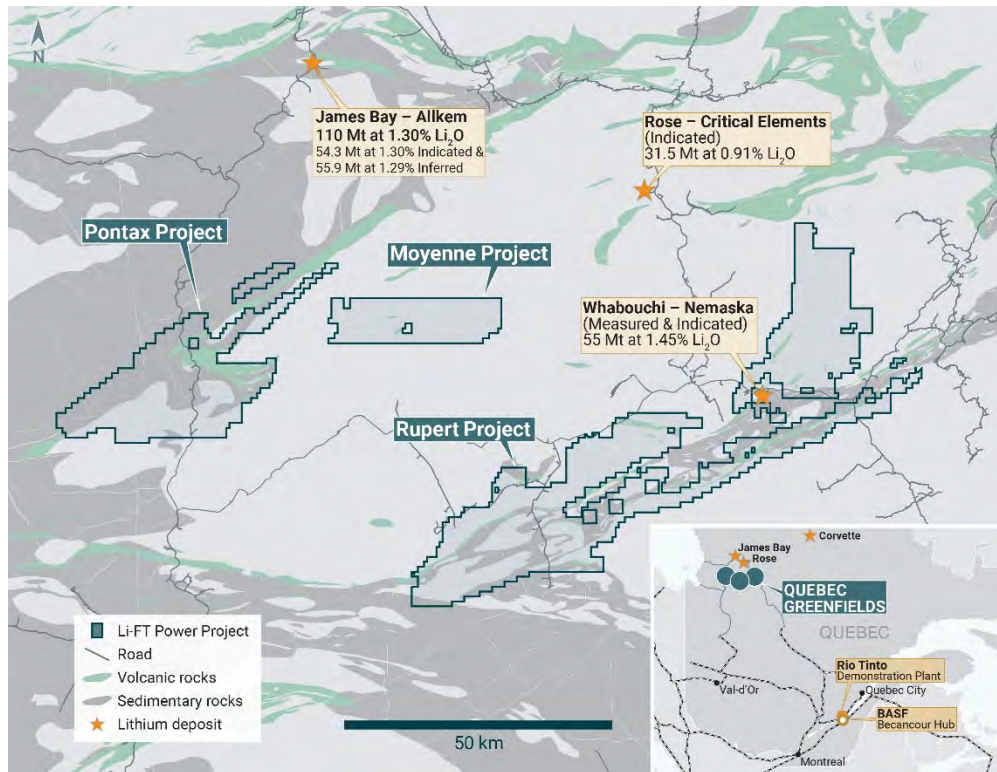 N
James Bay – Allkem
110 Mt at 1.30% Li₂O
54.3 Mt at 1.30% Indicated &
55.9 Mt at 1.29% Inferred
Rose – Critical Elements
(Indicated)
31.5 Mt at 0.91% Li₂O
Pontax Project
Moyenne Project
Whabouchi – Nemaska
(Measured & Indicated)
55 Mt at 1.45% Li₂O
Rupert Project
Li-FT Power Project
Road
Volcanic rocks
Sedimentary rocks
Lithium deposit
50 km
Corvette
James Bay
Rose
QUEBEC
GREENFIELDS
QUEBEC
Rio Tinto
Demonstration Plant
Val-d'Or
Quebec City
BASF
Becancour Hub
Montreal